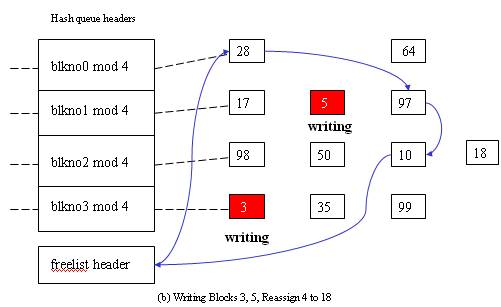 Hash queue headers
blkno0 mod 4 28 64
blkno1 mod 4 17 5 97
writing
blkno2 mod 4 98 50 10 18
blkno3 mod 4 3 35 99
writing
freelist header
(b) Writing Blocks 3, 5, Reassign 4 to 18